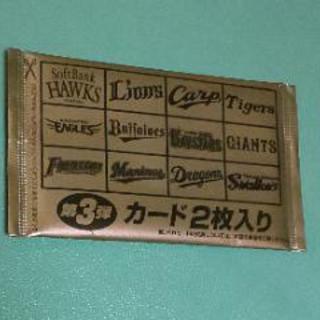 SoftBank
HAWKS
Lions
Carp
Tigers
EAGLES
Buffaloes
BAYSTARS
GIANTS
Fighters
Marines
Dragons
Swallows
第3弾 カード2枚入り